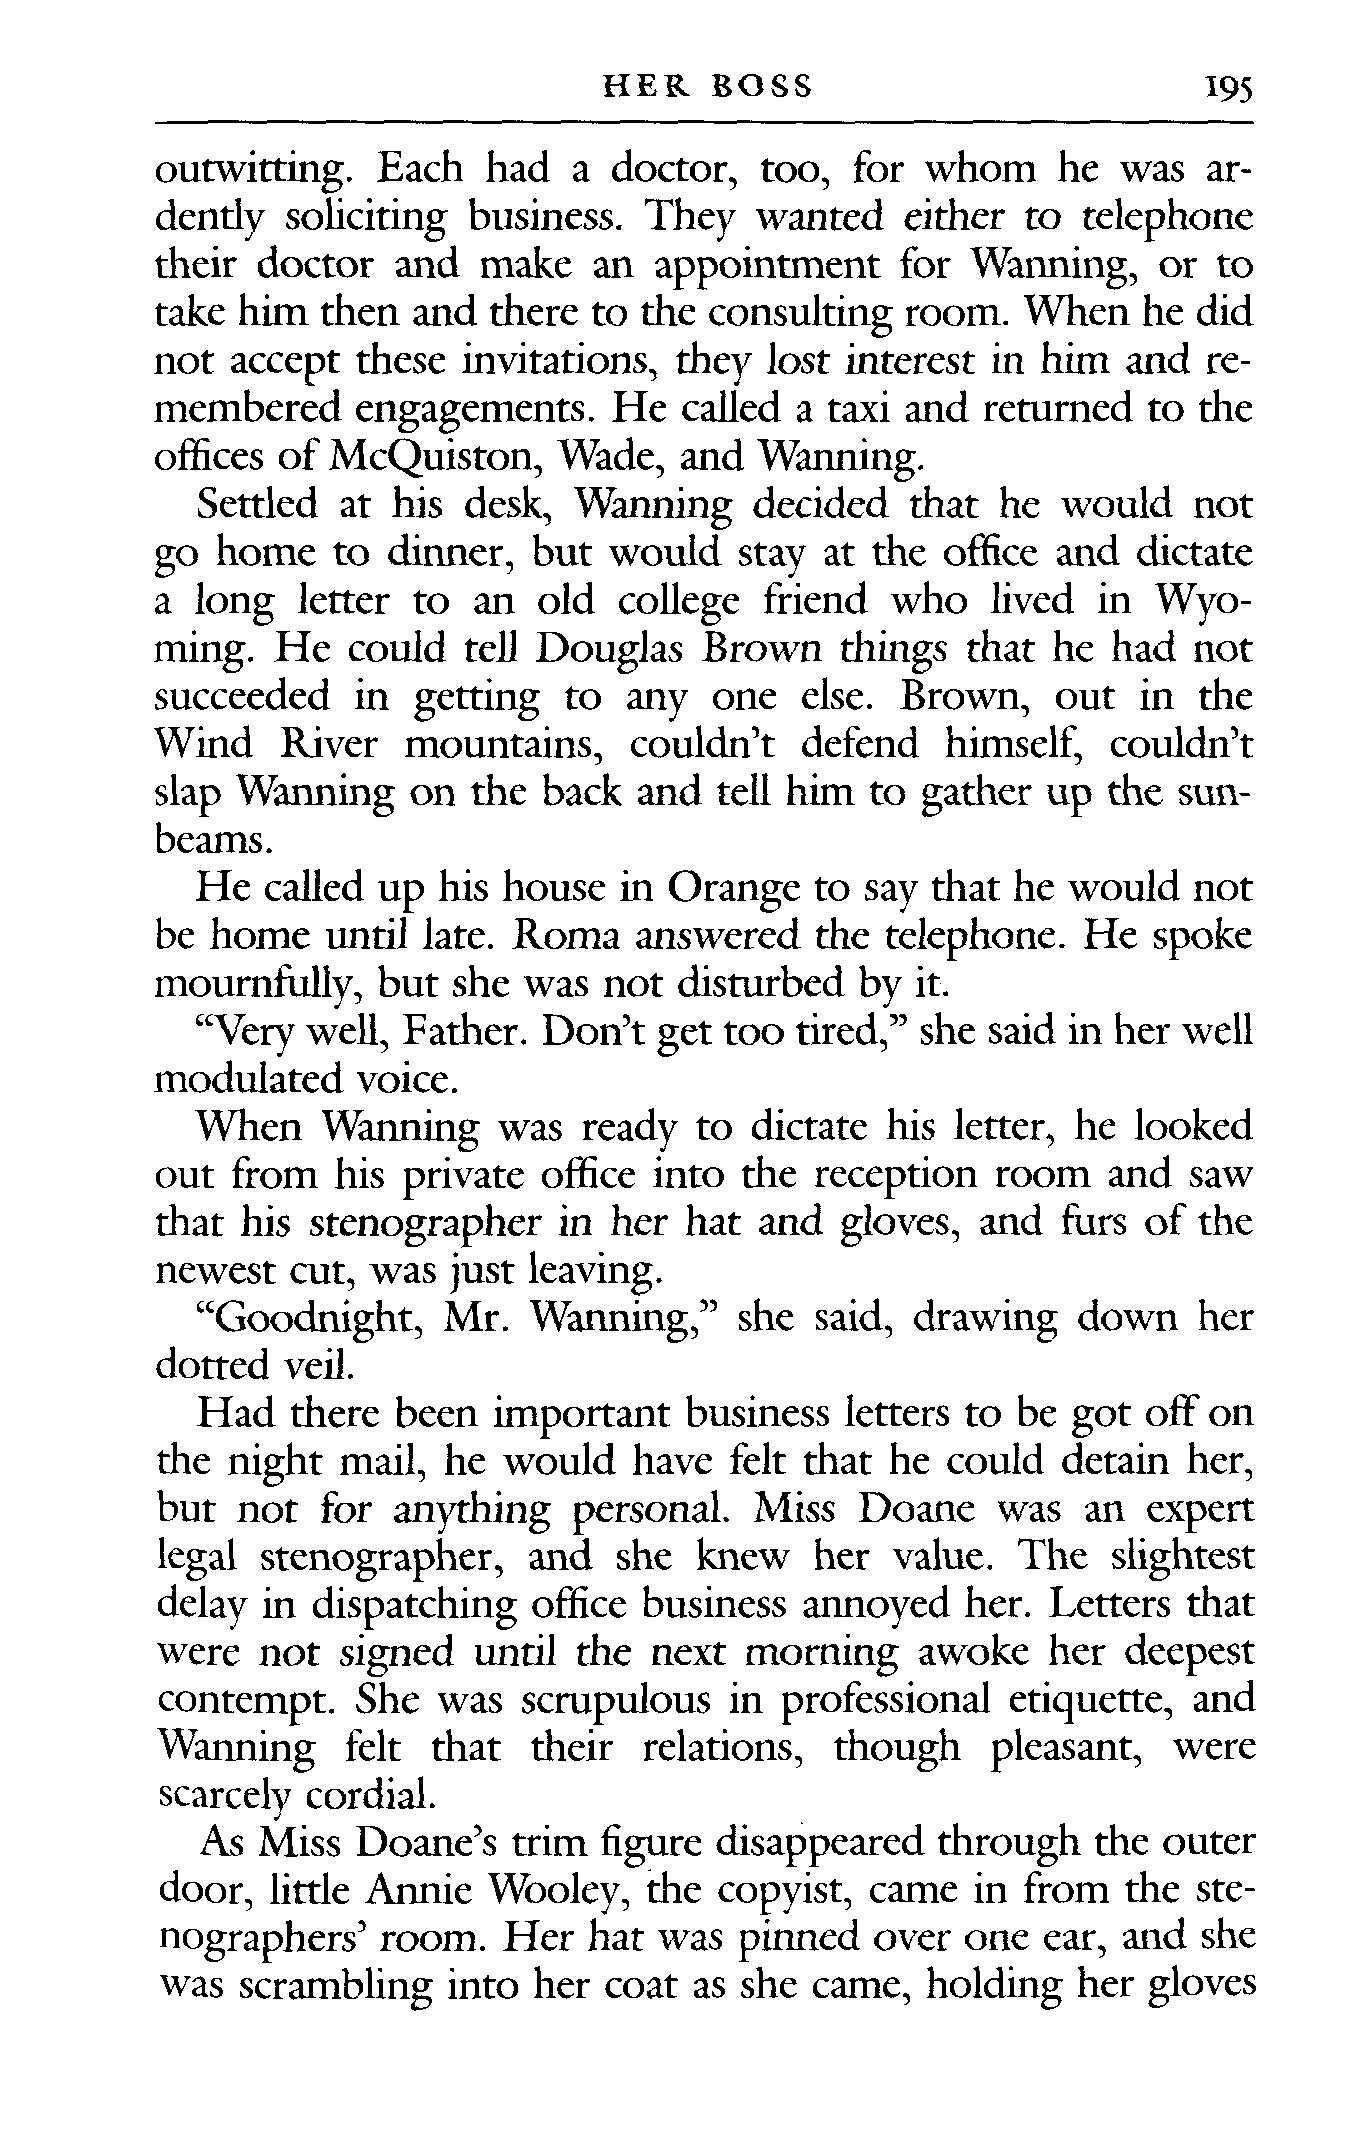 HER BOSS 195
outwitting. Each had a doctor, too, for whom he was ar-
dently soliciting business. They wanted either to telephone
their doctor and make an appointment for Wanning, or to
take him then and there to the consulting room. When he did
not accept these invitations, they lost interest in him and re-
membered engagements. He called a taxi and returned to the
offices of McQuiston, Wade, and Wanning.
Settled at his desk, Wanning decided that he would not
go home to dinner, but would stay at the office and dictate
a long letter to an old college friend who lived in Wyo-
ming. He could tell Douglas Brown things that he had not
succeeded in getting to any one else. Brown, out in the
Wind River mountains, couldn’t defend himself, couldn’t
slap Wanning on the back and tell him to gather up the sun-
beams.
He called up his house in Orange to say that he would not
be home until late. Roma answered the telephone. He spoke
mournfully, but she was not disturbed by it.
“Very well, Father. Don’t get too tired,” she said in her well
modulated voice.
When Wanning was ready to dictate his letter, he looked
out from his private office into the reception room and saw
that his stenographer in her hat and gloves, and furs of the
newest cut, was just leaving.
“Goodnight, Mr. Wanning,” she said, drawing down her
dotted veil.
Had there been important business letters to be got off on
the night mail, he would have felt that he could detain her,
but not for anything personal. Miss Doane was an expert
legal stenographer, and she knew her value. The slightest
delay in dispatching office business annoyed her. Letters that
were not signed until the next morning awoke her deepest
contempt. She was scrupulous in professional etiquette, and
Wanning felt that their relations, though pleasant, were
scarcely cordial.
As Miss Doane’s trim figure disappeared through the outer
door, little Annie Wooley, the copyist, came in from the ste-
nographers’ room. Her hat was pinned over one ear, and she
was scrambling into her coat as she came, holding her gloves